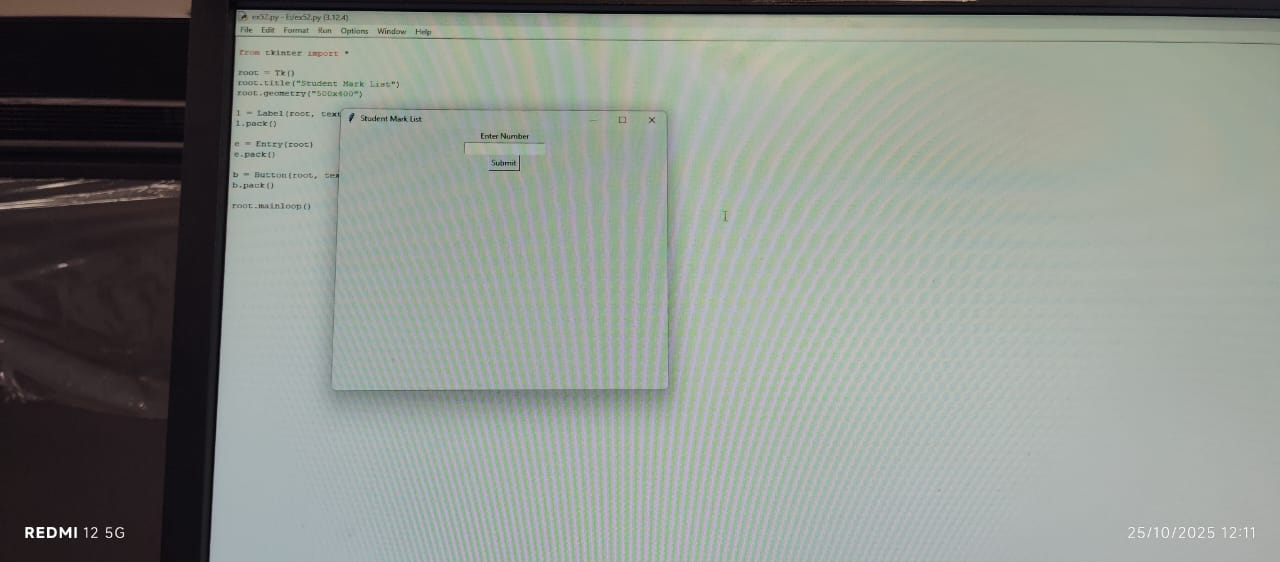 ex52.py - E:/ex52.py (3.12.4)
File Edit Format Run Options Window Help
from tkinter import *
root = Tk()
root.title("Student Mark List")
root.geometry("500x400")
l = Label(root, text
l.pack()
e = Entry(root)
e.pack()
b = Button(root, tex
b.pack()
root.mainloop()
Student Mark List
Enter Number
Submit
REDMI 12 5G
25/10/2025 12:11